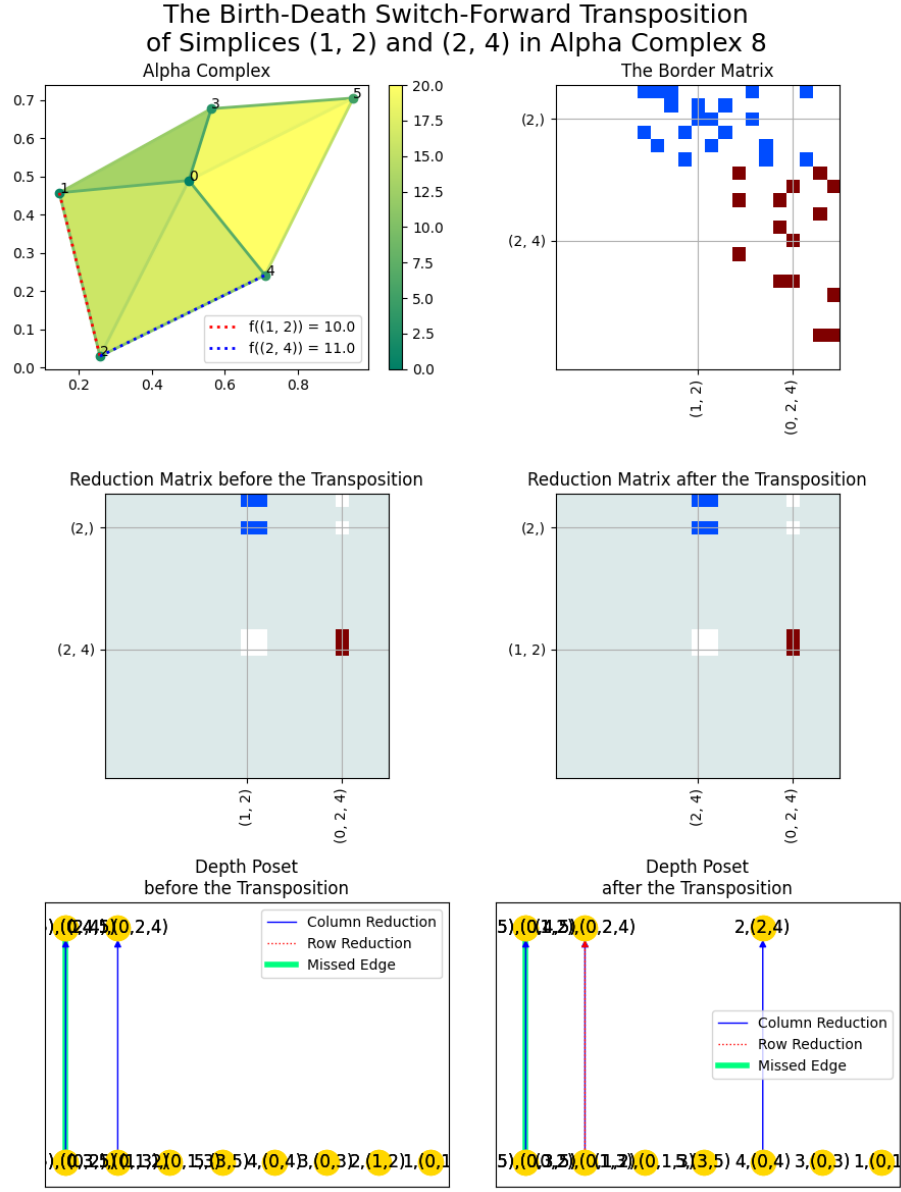 The Birth-Death Switch-Forward Transposition
of Simplices (1, 2) and (2, 4) in Alpha Complex 8
Alpha Complex
The Border Matrix
0.7
0.6
0.5
0.4
0.3
0.2
0.1
0.0
0.2
0.4
0.6
0.8
0
1
2
3
4
5
f((1, 2)) = 10.0
f((2, 4)) = 11.0
20.0
17.5
15.0
12.5
10.0
7.5
5.0
2.5
0.0
(2,)
(2, 4)
(1, 2)
(0, 2, 4)
Reduction Matrix before the Transposition
(2,)
(2, 4)
(1, 2)
(0, 2, 4)
Reduction Matrix after the Transposition
(2,)
(1, 2)
(2, 4)
(0, 2, 4)
Depth Poset
before the Transposition
Column Reduction
Row Reduction
Missed Edge
(3,5)
4,(0,4)
3,(0,3)
2,(1,2)
Depth Poset
after the Transposition
2,(2,4)
Column Reduction
Row Reduction
Missed Edge
(3,5)
4,(0,4)
3,(0,3)